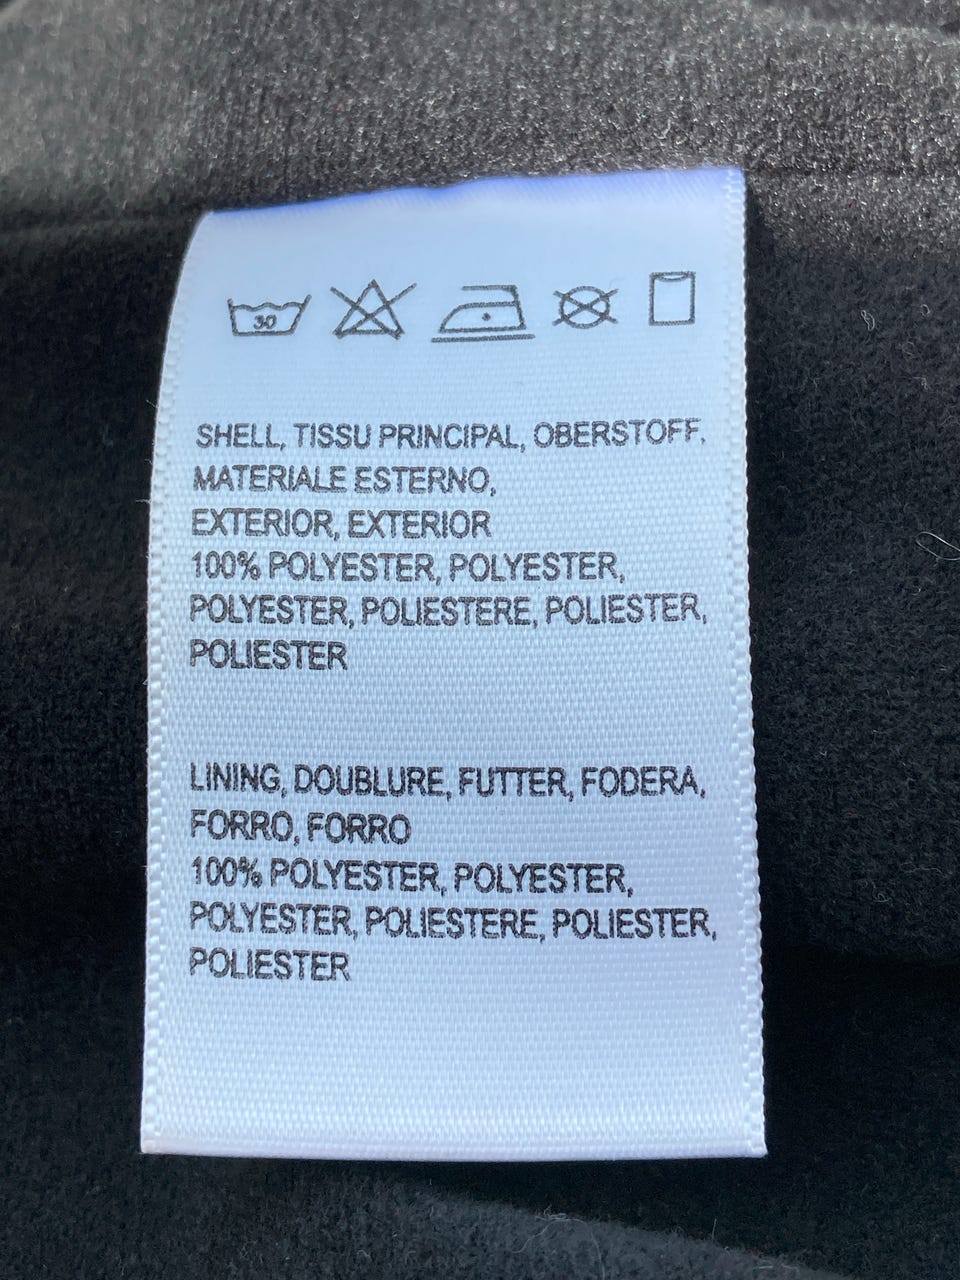 30
SHELL, TISSU PRINCIPAL, OBERSTOFF,
MATERIALE ESTERNO,
EXTERIOR, EXTERIOR
100% POLYESTER, POLYESTER,
POLYESTER, POLIESTERE, POLIESTER,
POLIESTER
LINING, DOUBLURE, FUTTER, FODERA,
FORRO, FORRO
100% POLYESTER, POLYESTER,
POLYESTER, POLIESTERE, POLIESTER,
POLIESTER